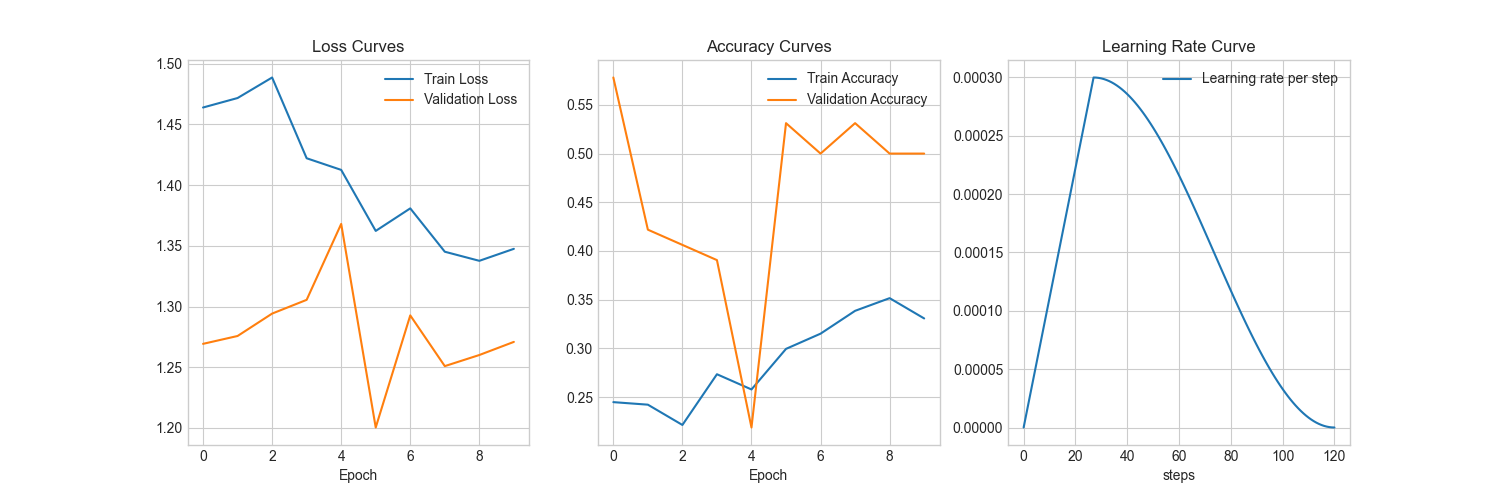 Loss Curves
Train Loss
Validation Loss
1.50
1.45
1.40
1.35
1.30
1.25
1.20
0 2 4 6 8
Epoch
Accuracy Curves
Train Accuracy
Validation Accuracy
0.55
0.50
0.45
0.40
0.35
0.30
0.25
0 2 4 6 8
Epoch
Learning Rate Curve
Learning rate per step
0.00030
0.00025
0.00020
0.00015
0.00010
0.00005
0.00000
0 20 40 60 80 100 120
steps